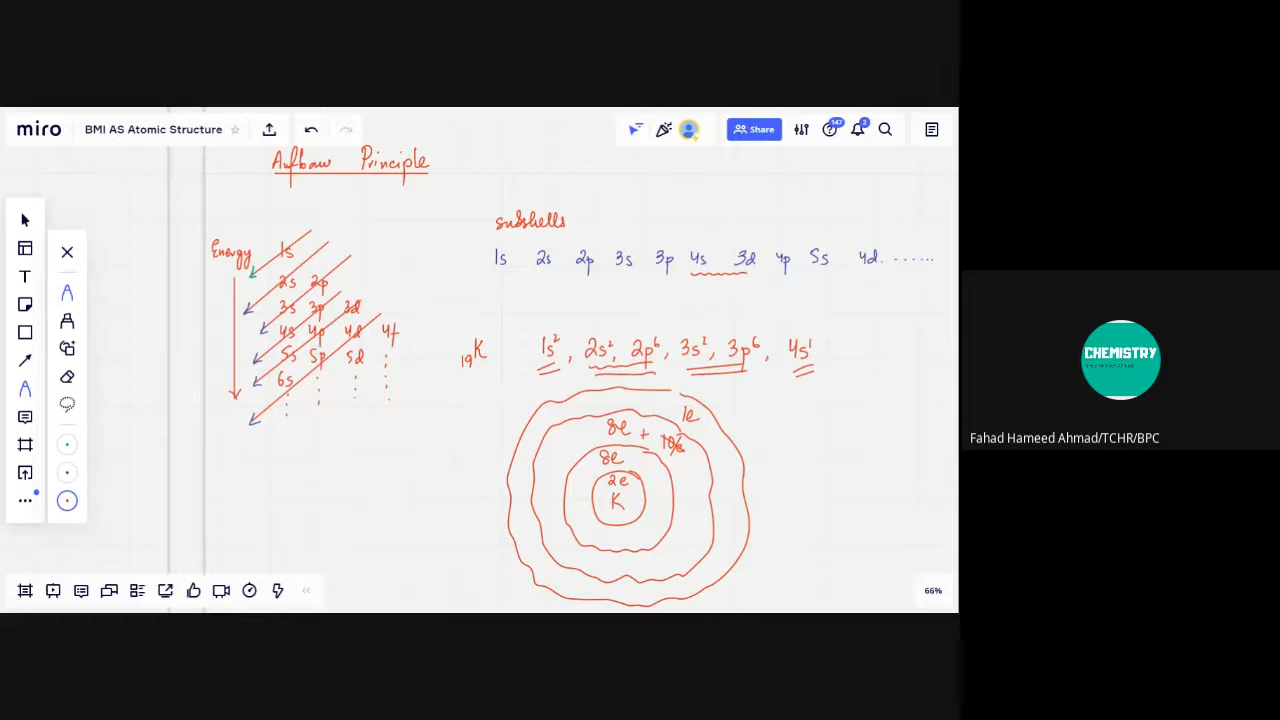 miro BMI AS Atomic Structure Share 147 2
Aufbau Principle
subshells
Energy
1s
2s 2p
3s 3p 3d
4s 4p 4d 4f
5s 5p 5d
6s
1s 2s 2p 3s 3p 4s 3d 4p 5s 4d. ......
₁₉K 1s², 2s², 2p⁶, 3s², 3p⁶, 4s¹
1e
8e +
8e
2e
K
66%
CHEMISTRY
Fahad Hameed Ahmad/TCHR/BPC